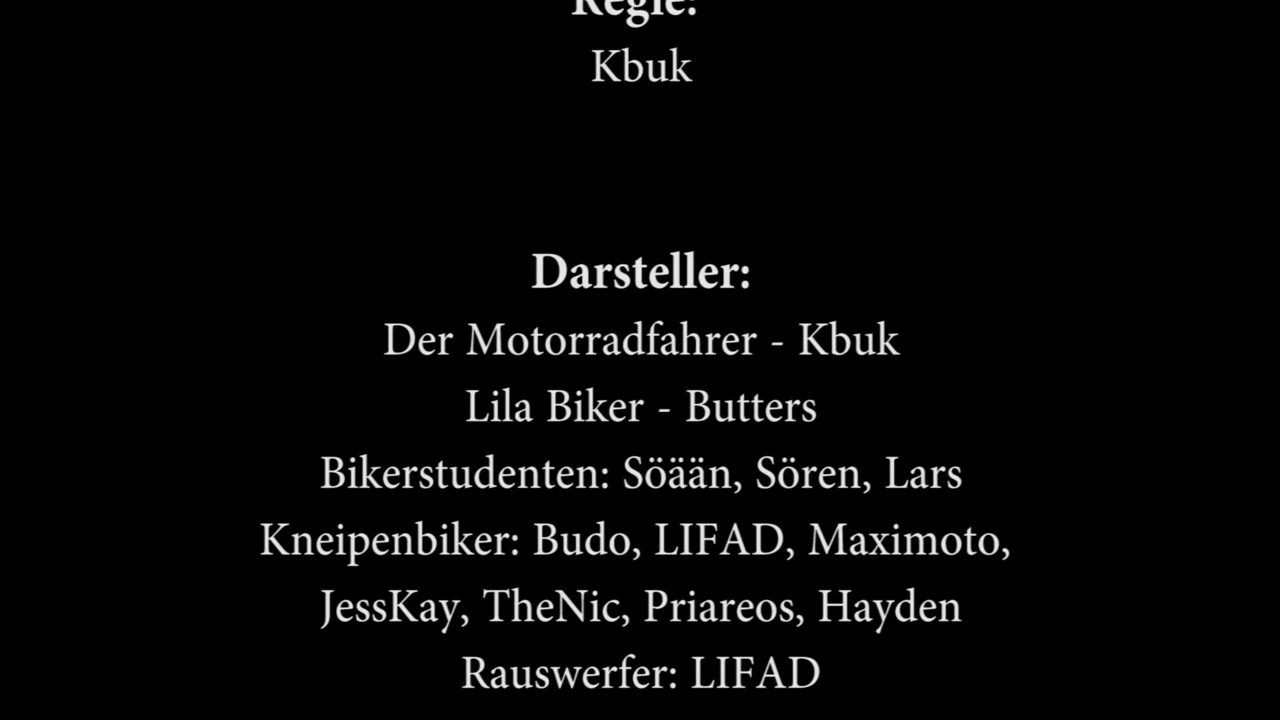 Regie:
Kbuk
Darsteller:
Der Motorradfahrer - Kbuk
Lila Biker - Butters
Bikerstudenten: Söään, Sören, Lars
Kneipenbiker: Budo, LIFAD, Maximoto,
JessKay, TheNic, Priareos, Hayden
Rauswerfer: LIFAD